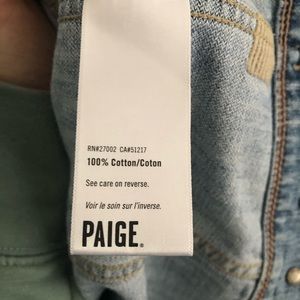 RN#27002 CA#51217
100% Cotton/Coton
See care on reverse.
Voir le soin sur l'inverse.
PAIGE.